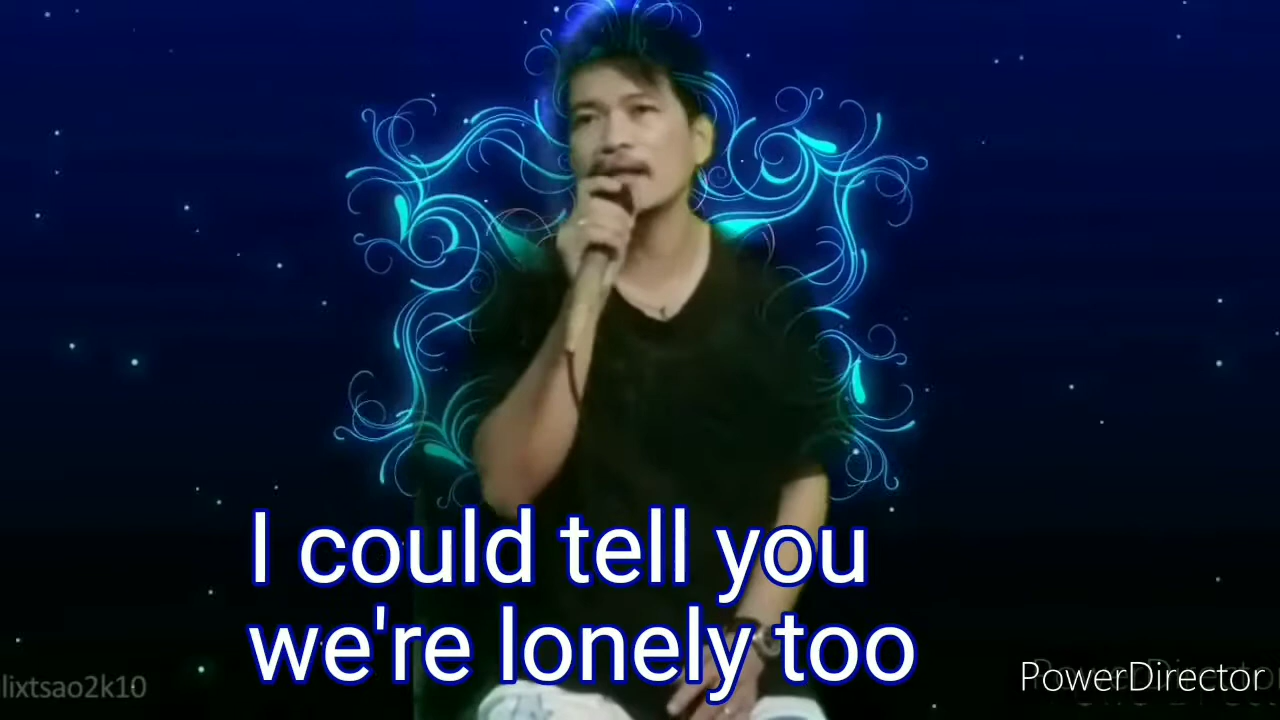 I could tell you
we're lonely too
lixtsao2k10
PowerDirector